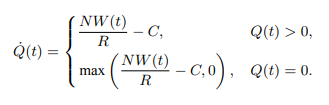 Q̇(t) = { NW(t)/R − C, Q(t) > 0,
max ( NW(t)/R − C, 0 ) , Q(t) = 0.